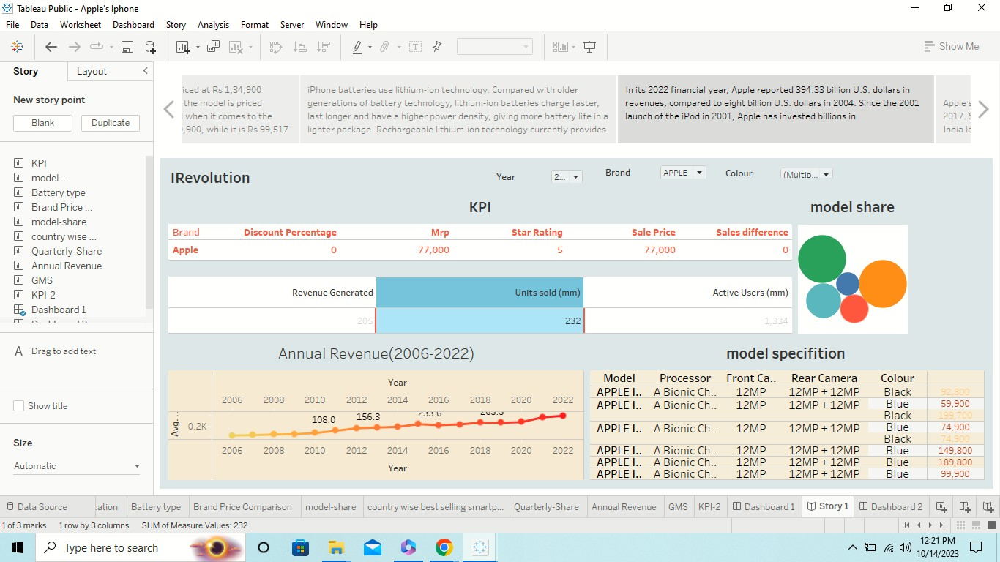 Tableau Public - Apple's Iphone
File Data Worksheet Dashboard Story Analysis Format Server Window Help
Show Me
Story Layout
New story point
Blank Duplicate
KPI
model ...
Battery type
Brand Price ...
model-share
country wise ...
Quarterly-Share
Annual Revenue
GMS
KPI-2
Dashboard 1
A Drag to add text
Show title
Size
Automatic
riced at Rs 1,34,900
the model is priced
when it comes to the
,900, while it is Rs 99,517
iPhone batteries use lithium-ion technology. Compared with older
generations of battery technology, lithium-ion batteries charge faster,
last longer and have a higher power density, giving more battery life in a
lighter package. Rechargeable lithium-ion technology currently provides
In its 2022 financial year, Apple reported 394.33 billion U.S. dollars in
revenues, compared to eight billion U.S. dollars in 2004. Since the 2001
launch of the iPod in 2001, Apple has invested billions in
Apple s
2017. S
India le
IRevolution Year 2... Brand APPLE Colour (Multip...
KPI
Brand Discount Percentage Mrp Star Rating Sale Price Sales difference
Apple 0 77,000 5 77,000 0
Revenue Generated Units sold (mm) Active Users (mm)
205 232 1,334
model share
Annual Revenue(2006-2022)
Year
2006 2008 2010 2012 2014 2016 2018 2020 2022
Avg. ..
0.2K
108.0 156.3 233.6
2006 2008 2010 2012 2014 2016 2018 2020 2022
Year
model specifition
Model Processor Front Ca.. Rear Camera Colour
APPLE I.. A Bionic Ch.. 12MP 12MP + 12MP Black 92,800
APPLE I.. A Bionic Ch.. 12MP 12MP + 12MP Blue 59,900
Black 199,700
APPLE I.. A Bionic Ch.. 12MP 12MP + 12MP Blue 74,900
Black 74,900
APPLE I.. A Bionic Ch.. 12MP 12MP + 12MP Blue 149,800
APPLE I.. A Bionic Ch.. 12MP 12MP + 12MP Blue 189,800
APPLE I.. A Bionic Ch.. 12MP 12MP + 12MP Blue 99,900
Data Source cation Battery type Brand Price Comparison model-share country wise best selling smartp... Quarterly-Share Annual Revenue GMS KPI-2 Dashboard 1 Story 1 Dashboard 2
1 of 3 marks 1 row by 3 columns SUM of Measure Values: 232
Type here to search
12:21 PM
10/14/2023